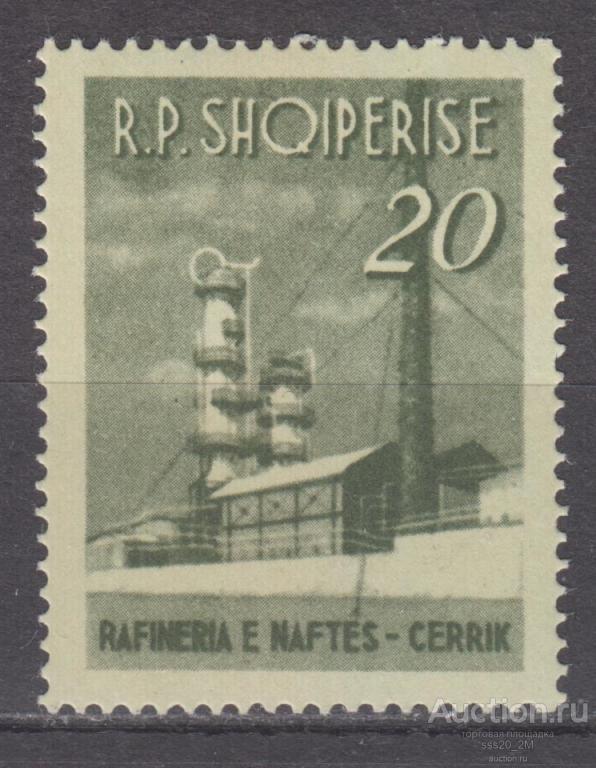 R.P. SHQIPERISE
20
RAFINERIA E NAFTES - CERRIK
Auction.ru
торговая площадка
sss20_2M
auction.ru